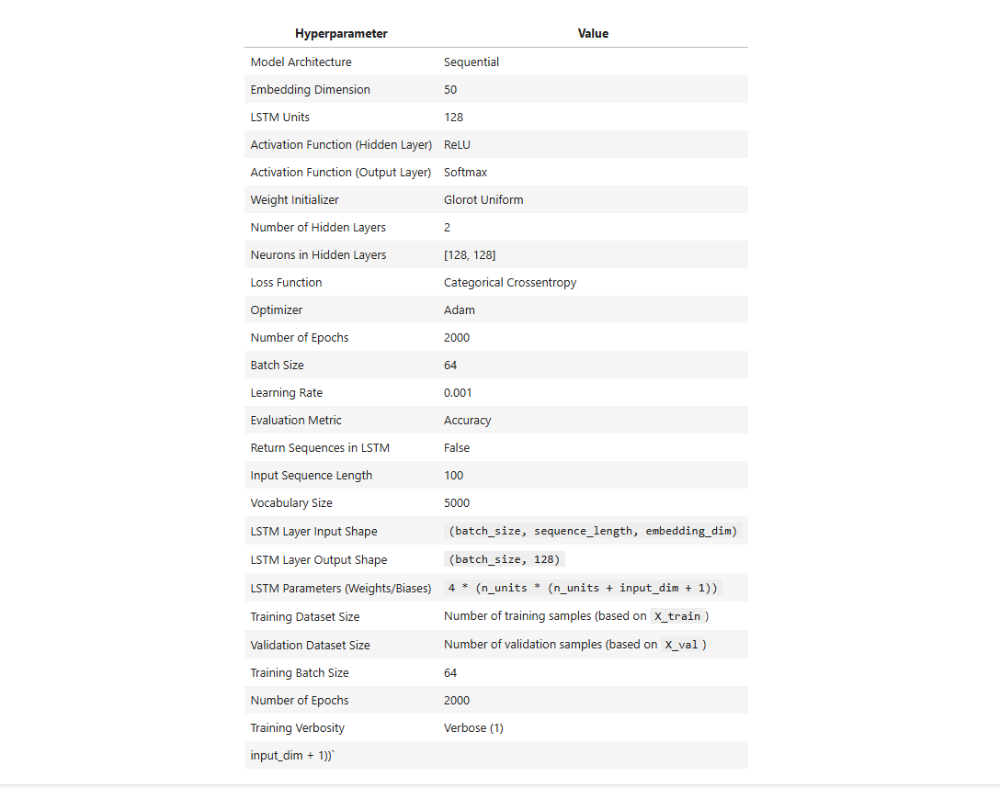 Hyperparameter Value
Model Architecture Sequential
Embedding Dimension 50
LSTM Units 128
Activation Function (Hidden Layer) ReLU
Activation Function (Output Layer) Softmax
Weight Initializer Glorot Uniform
Number of Hidden Layers 2
Neurons in Hidden Layers [128, 128]
Loss Function Categorical Crossentropy
Optimizer Adam
Number of Epochs 2000
Batch Size 64
Learning Rate 0.001
Evaluation Metric Accuracy
Return Sequences in LSTM False
Input Sequence Length 100
Vocabulary Size 5000
LSTM Layer Input Shape (batch_size, sequence_length, embedding_dim)
LSTM Layer Output Shape (batch_size, 128)
LSTM Parameters (Weights/Biases) 4 * (n_units * (n_units + input_dim + 1))
Training Dataset Size Number of training samples (based on X_train )
Validation Dataset Size Number of validation samples (based on X_val )
Training Batch Size 64
Number of Epochs 2000
Training Verbosity Verbose (1)
input_dim + 1))`